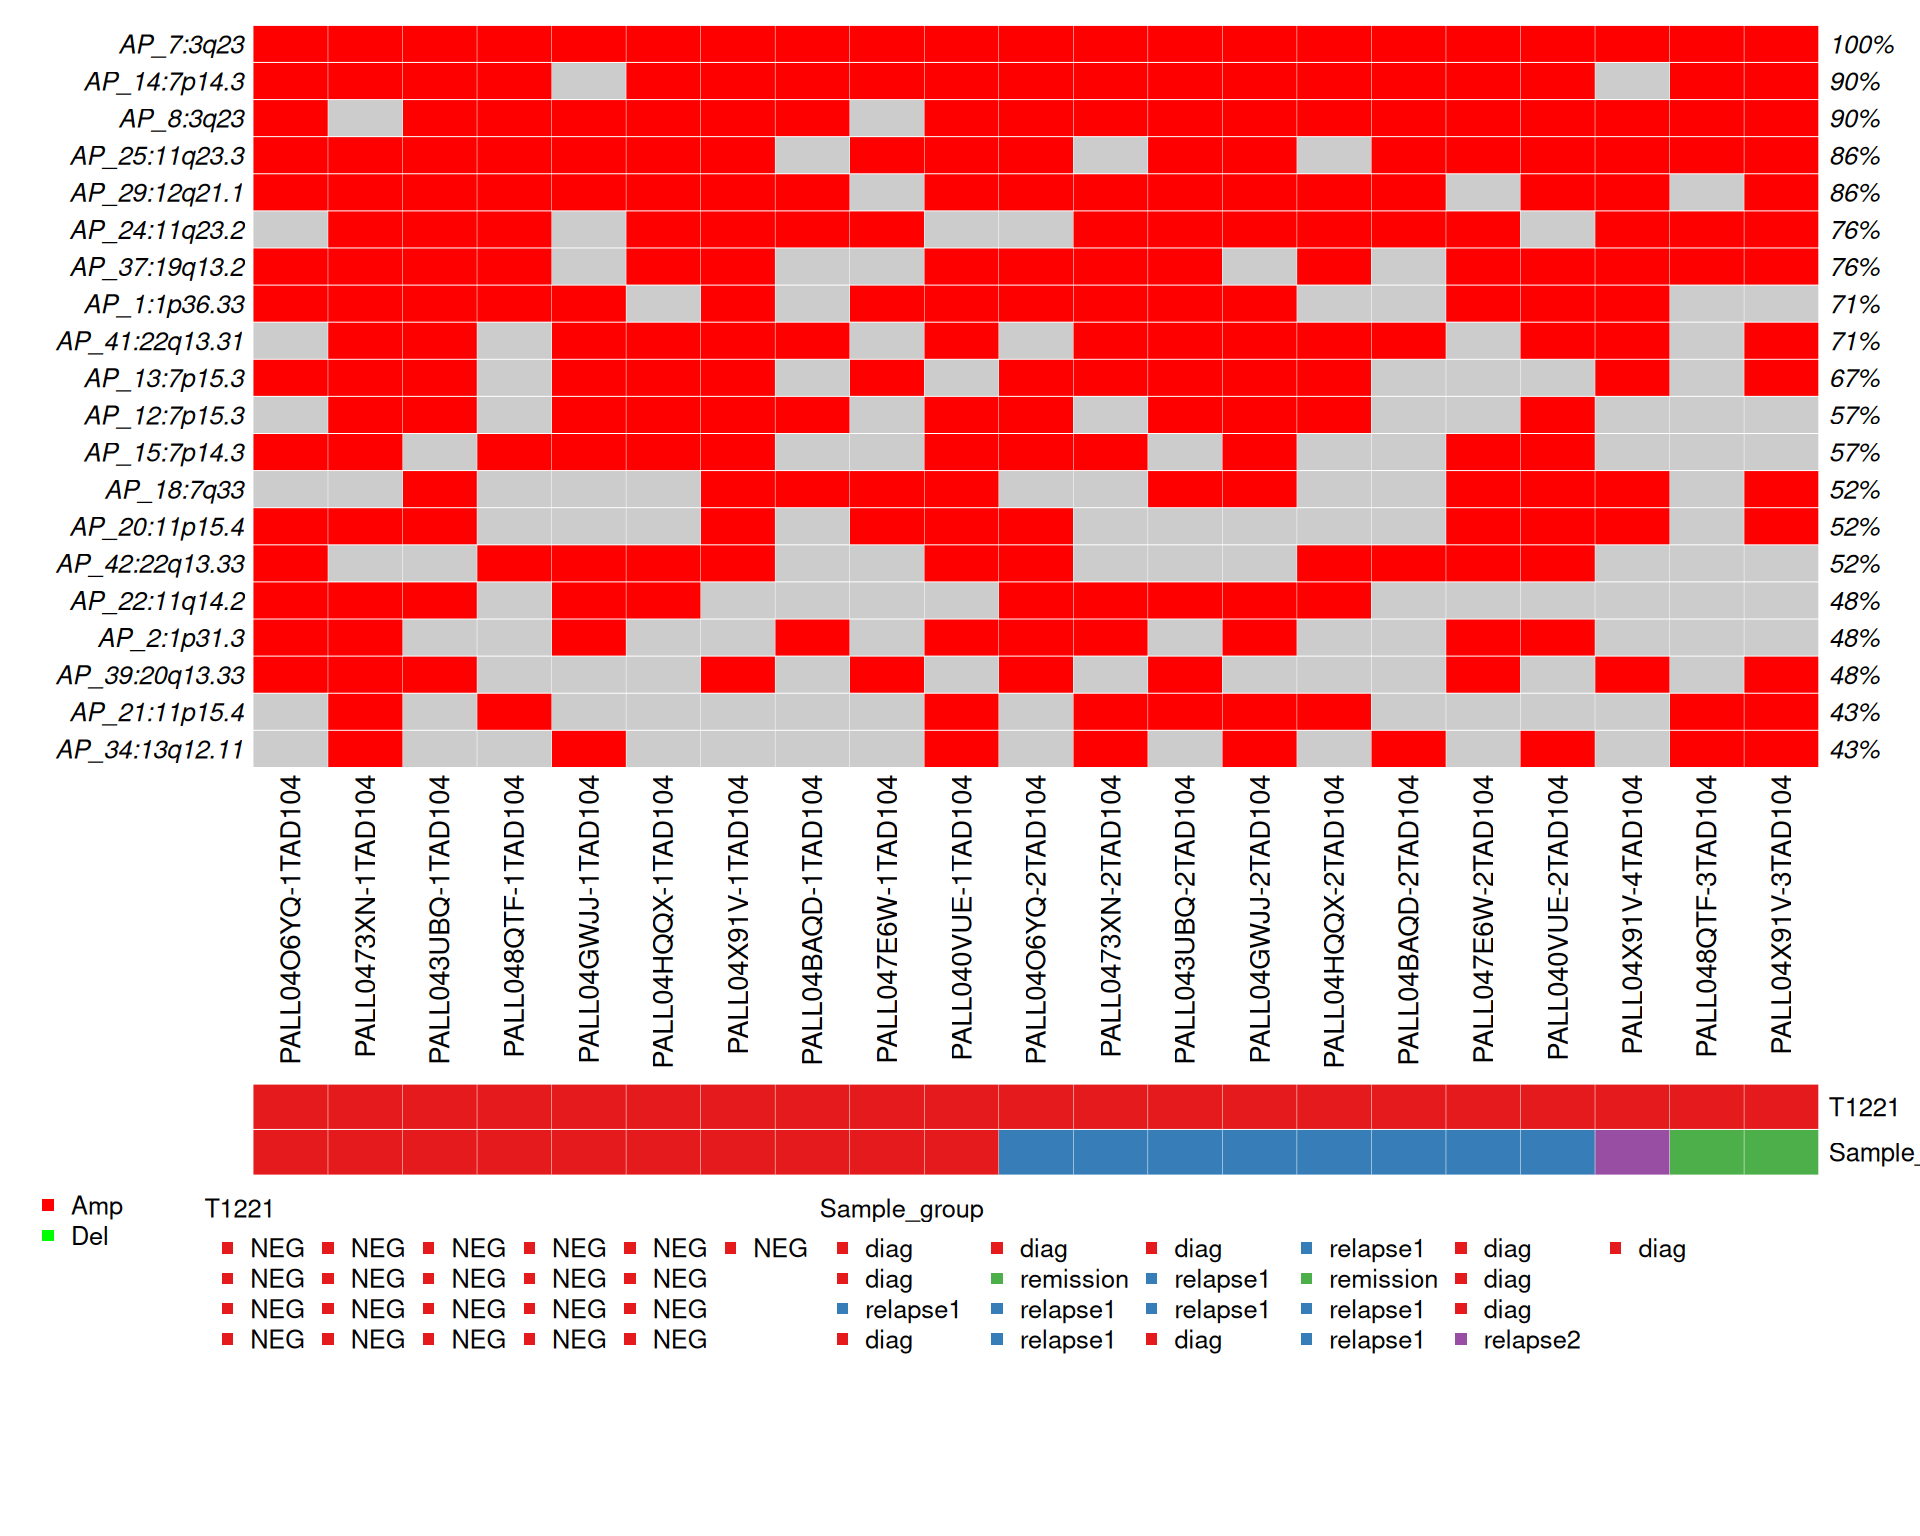 AP_7:3q23 100%
AP_14:7p14.3 90%
AP_8:3q23 90%
AP_25:11q23.3 86%
AP_29:12q21.1 86%
AP_24:11q23.2 76%
AP_37:19q13.2 76%
AP_1:1p36.33 71%
AP_41:22q13.31 71%
AP_13:7p15.3 67%
AP_12:7p15.3 57%
AP_15:7p14.3 57%
AP_18:7q33 52%
AP_20:11p15.4 52%
AP_42:22q13.33 52%
AP_22:11q14.2 48%
AP_2:1p31.3 48%
AP_39:20q13.33 48%
AP_21:11p15.4 43%
AP_34:13q12.11 43%
PALL04O6YQ-1TAD104
PALL0473XN-1TAD104
PALL043UBQ-1TAD104
PALL048QTF-1TAD104
PALL04GWJJ-1TAD104
PALL04HQQX-1TAD104
PALL04X91V-1TAD104
PALL04BAQD-1TAD104
PALL047E6W-1TAD104
PALL040VUE-1TAD104
PALL04O6YQ-2TAD104
PALL0473XN-2TAD104
PALL043UBQ-2TAD104
PALL04GWJJ-2TAD104
PALL04HQQX-2TAD104
PALL04BAQD-2TAD104
PALL047E6W-2TAD104
PALL040VUE-2TAD104
PALL04X91V-4TAD104
PALL048QTF-3TAD104
PALL04X91V-3TAD104
T1221
Sample_
Amp
Del
T1221
NEG NEG NEG NEG NEG NEG
NEG NEG NEG NEG NEG
NEG NEG NEG NEG NEG
NEG NEG NEG NEG NEG
Sample_group
diag diag diag relapse1 diag diag
diag remission relapse1 remission diag
relapse1 relapse1 relapse1 relapse1 diag
diag relapse1 diag relapse1 relapse2